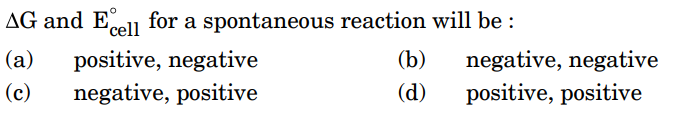 ΔG and E°cell for a spontaneous reaction will be :
(a) positive, negative (b) negative, negative
(c) negative, positive (d) positive, positive